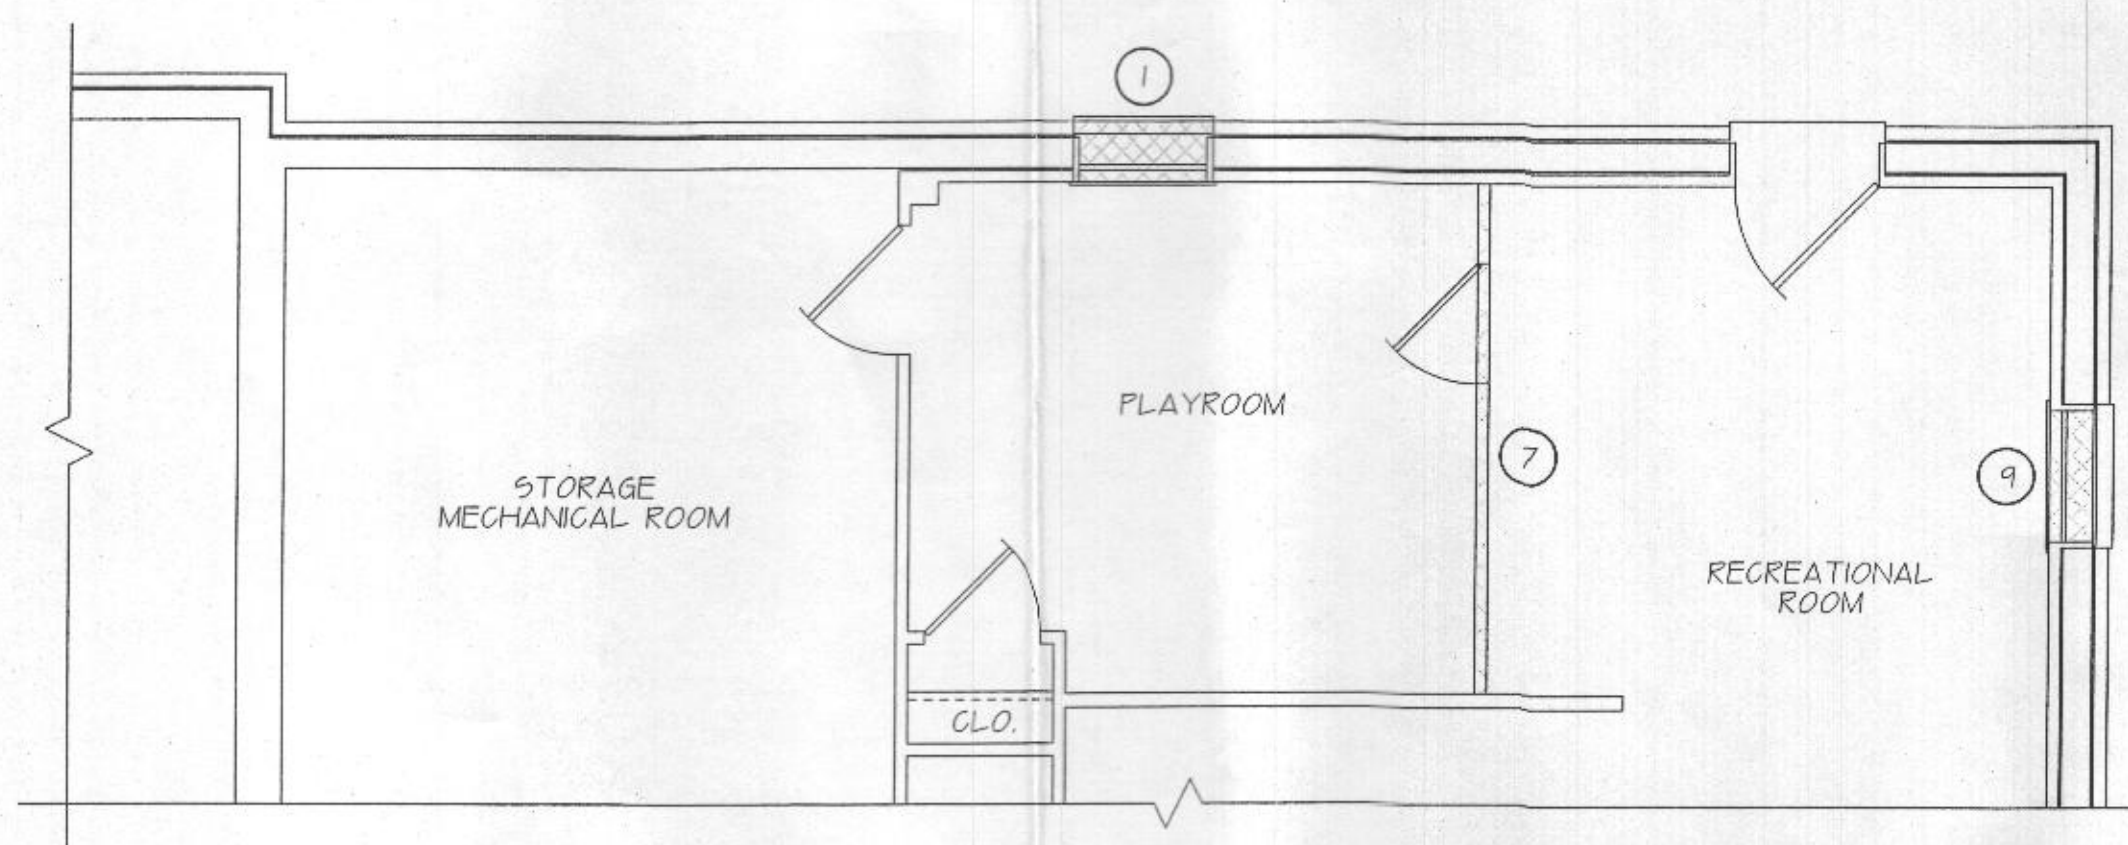 1
PLAYROOM
7
9
STORAGE
MECHANICAL ROOM
RECREATIONAL
ROOM
CLO.